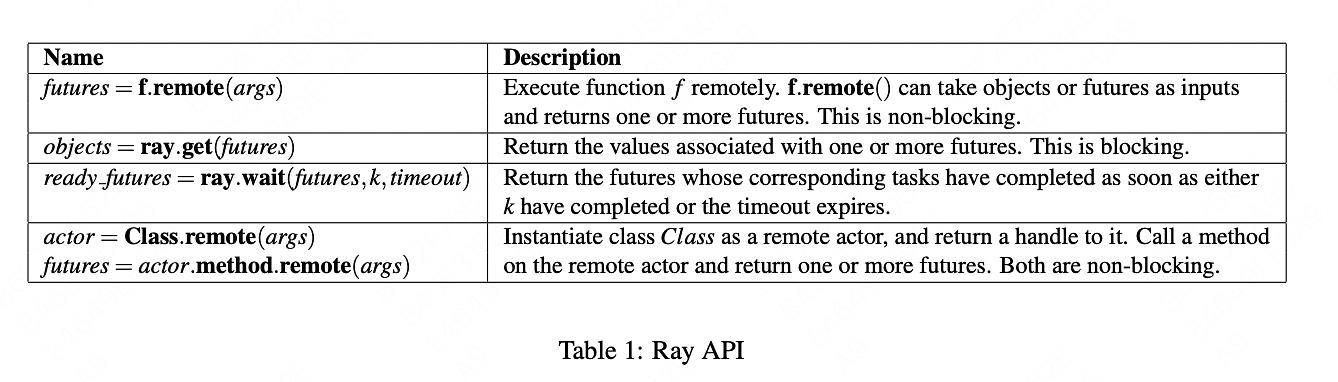 Name Description
futures = f.remote(args) Execute function f remotely. f.remote() can take objects or futures as inputs
and returns one or more futures. This is non-blocking.
objects = ray.get(futures) Return the values associated with one or more futures. This is blocking.
ready_futures = ray.wait(futures,k,timeout) Return the futures whose corresponding tasks have completed as soon as either
k have completed or the timeout expires.
actor = Class.remote(args) Instantiate class Class as a remote actor, and return a handle to it. Call a method
futures = actor.method.remote(args) on the remote actor and return one or more futures. Both are non-blocking.
Table 1: Ray API